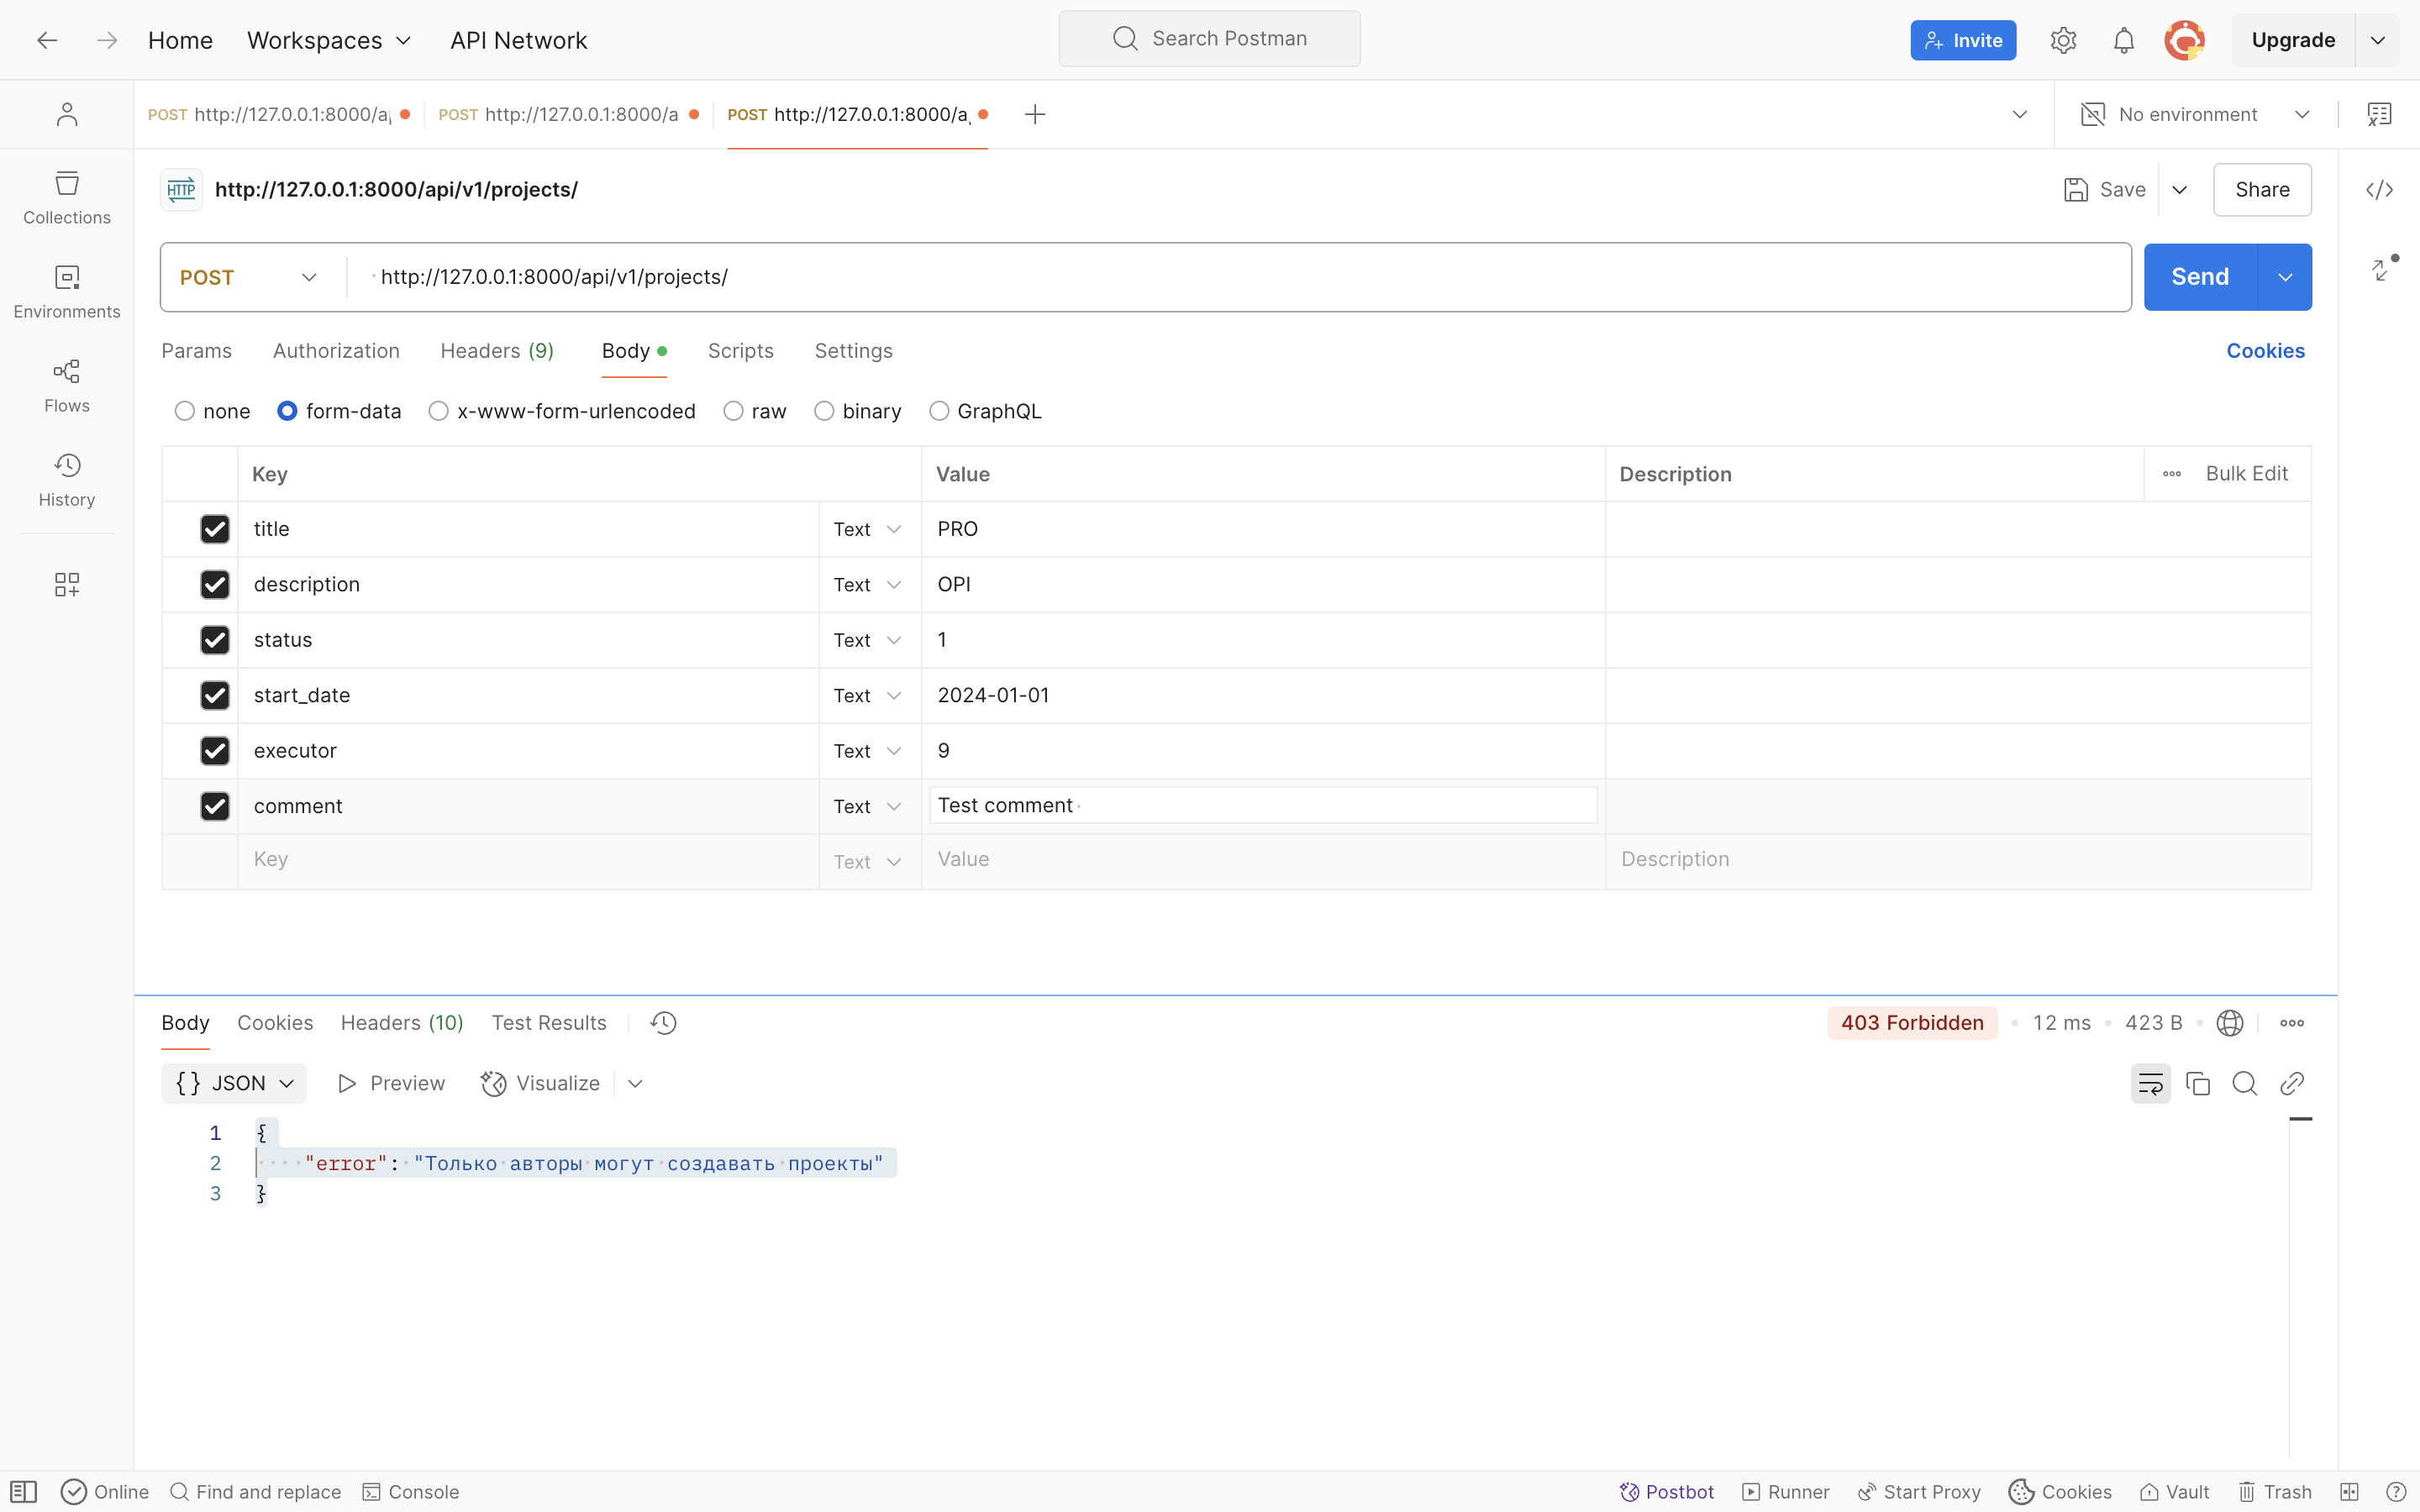 Home Workspaces API Network Search Postman Invite Upgrade
POST http://127.0.0.1:8000/a POST http://127.0.0.1:8000/a POST http://127.0.0.1:8000/a No environment
HTTP http://127.0.0.1:8000/api/v1/projects/ Save Share
Collections
Environments
Flows
History
POST http://127.0.0.1:8000/api/v1/projects/ Send
Params Authorization Headers (9) Body Scripts Settings Cookies
none form-data x-www-form-urlencoded raw binary GraphQL
Key Value Description Bulk Edit
title Text PRO
description Text OPI
status Text 1
start_date Text 2024-01-01
executor Text 9
comment Text Test comment
Key Text Value Description
Body Cookies Headers (10) Test Results 403 Forbidden 12 ms 423 B
{} JSON Preview Visualize
1 {
2 "error": "Только авторы могут создавать проекты"
3 }
Online Find and replace Console Postbot Runner Start Proxy Cookies Vault Trash